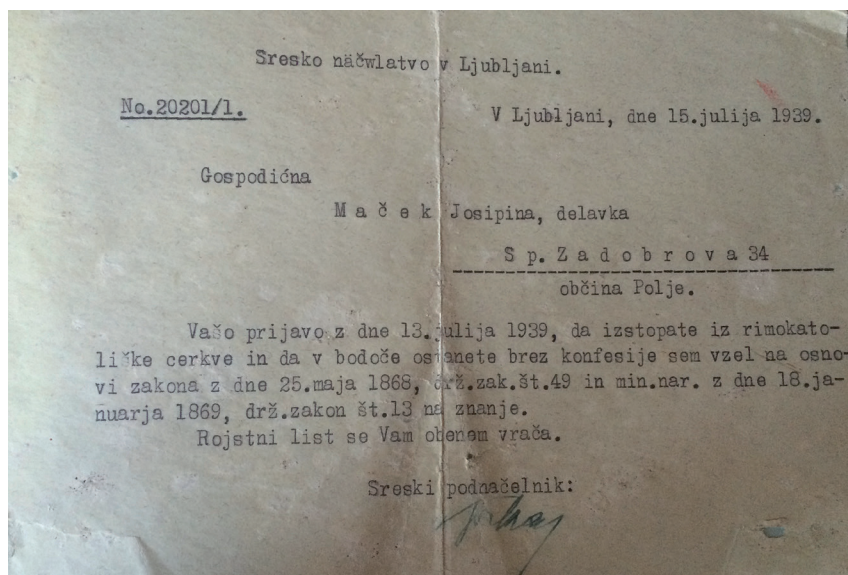 Sresko näčwlatvo v Ljubljani.
No.20201/1.
V Ljubljani, dne 15.julija 1939.
Gospodićna
M a č e k Josipina, delavka
S p. Z a d o b r o v a 34
občina Polje.
Vašo prijavo z dne 13.julija 1939, da izstopate iz rimokato-
liške cerkve in da v bodoče ostanete brez konfesije sem vzel na osno-
vi zakona z dne 25.maja 1868, drž.zak.št.49 in min.nar. z dne 18.ja-
nuarja 1869, drž.zakon št.13 na znanje.
Rojstni list se Vam obenem vrača.
Sreski podnačelnik: